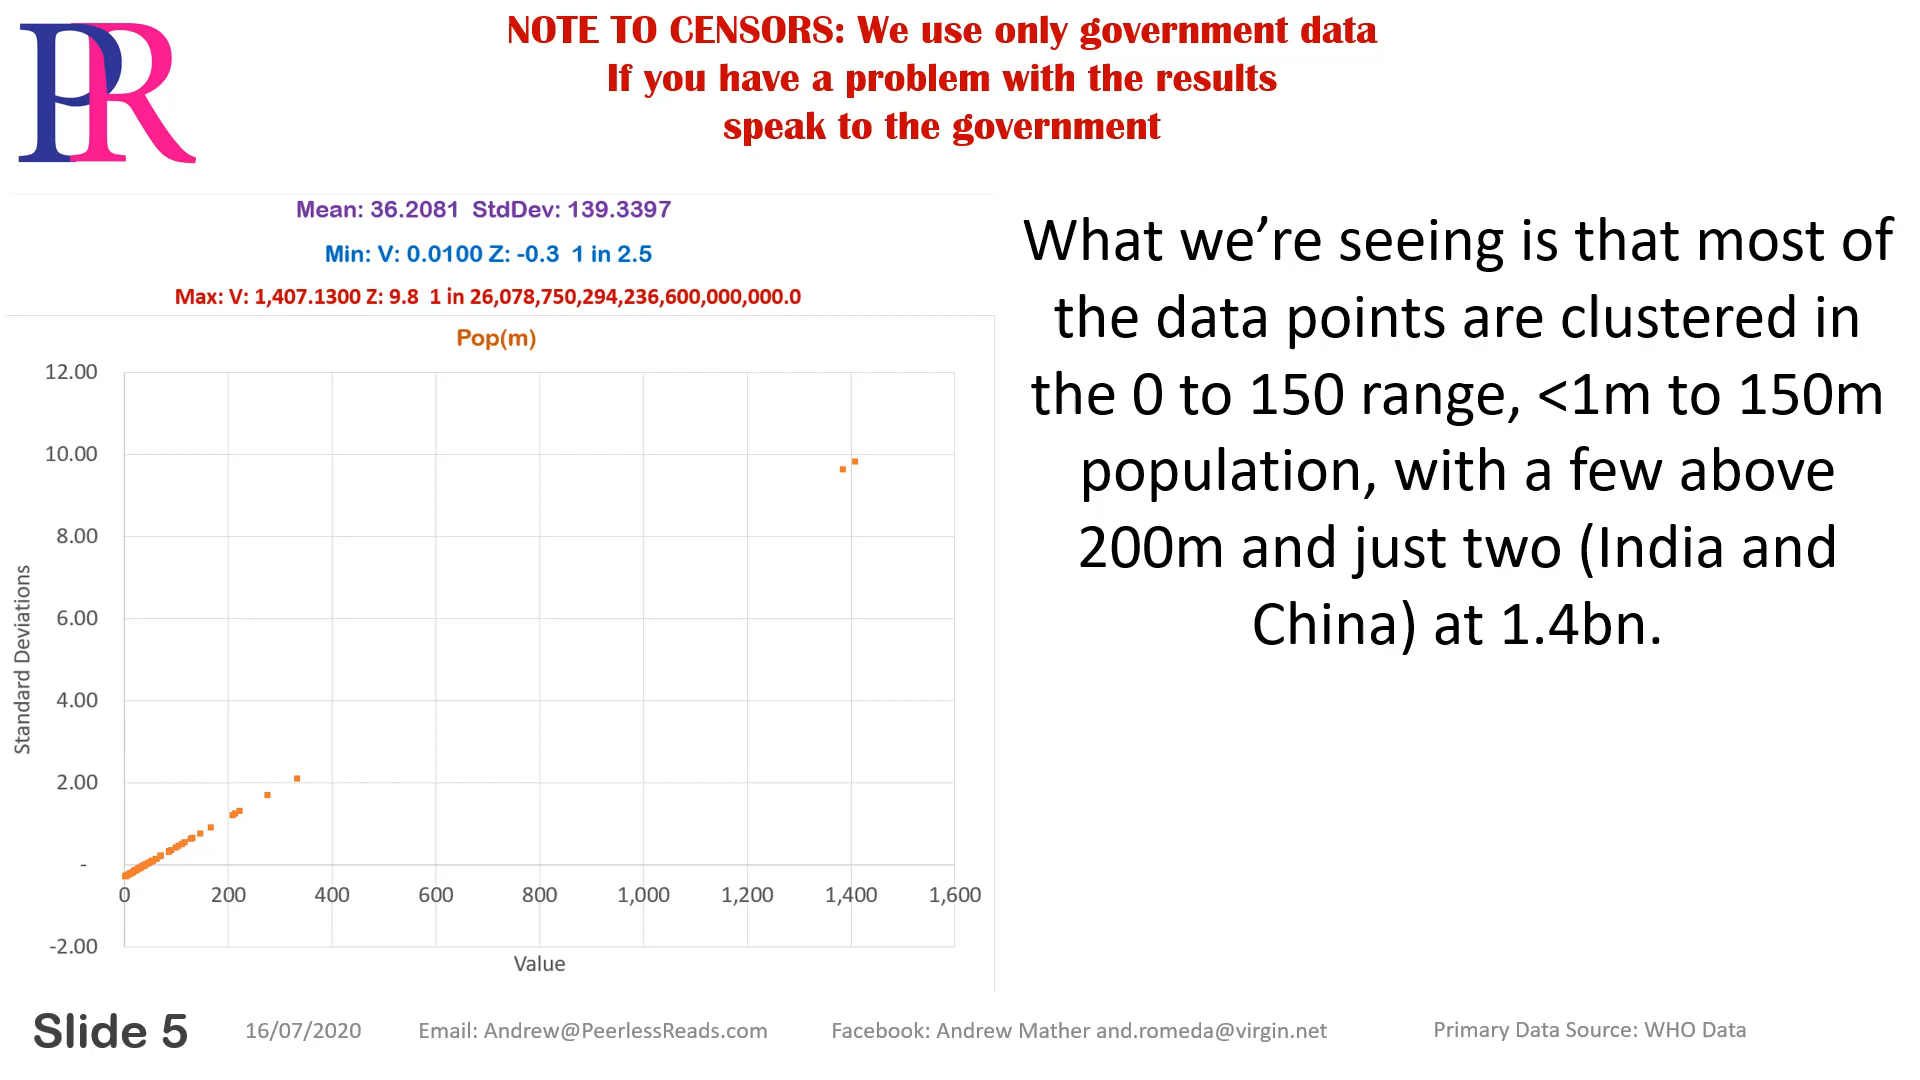 PR
NOTE TO CENSORS: We use only government data
If you have a problem with the results
speak to the government
Mean: 36.2081 StdDev: 139.3397
Min: V: 0.0100 Z: -0.3 1 in 2.5
Max: V: 1,407.1300 Z: 9.8 1 in 26,078,750,294,236,600,000,000.0
Pop(m)
12.00
10.00
8.00
6.00
4.00
2.00
-
-2.00
Standard Deviations
0 200 400 600 800 1,000 1,200 1,400 1,600
Value
What we’re seeing is that most of
the data points are clustered in
the 0 to 150 range, <1m to 150m
population, with a few above
200m and just two (India and
China) at 1.4bn.
Slide 5 16/07/2020 Email: Andrew@PeerlessReads.com Facebook: Andrew Mather and.romeda@virgin.net Primary Data Source: WHO Data